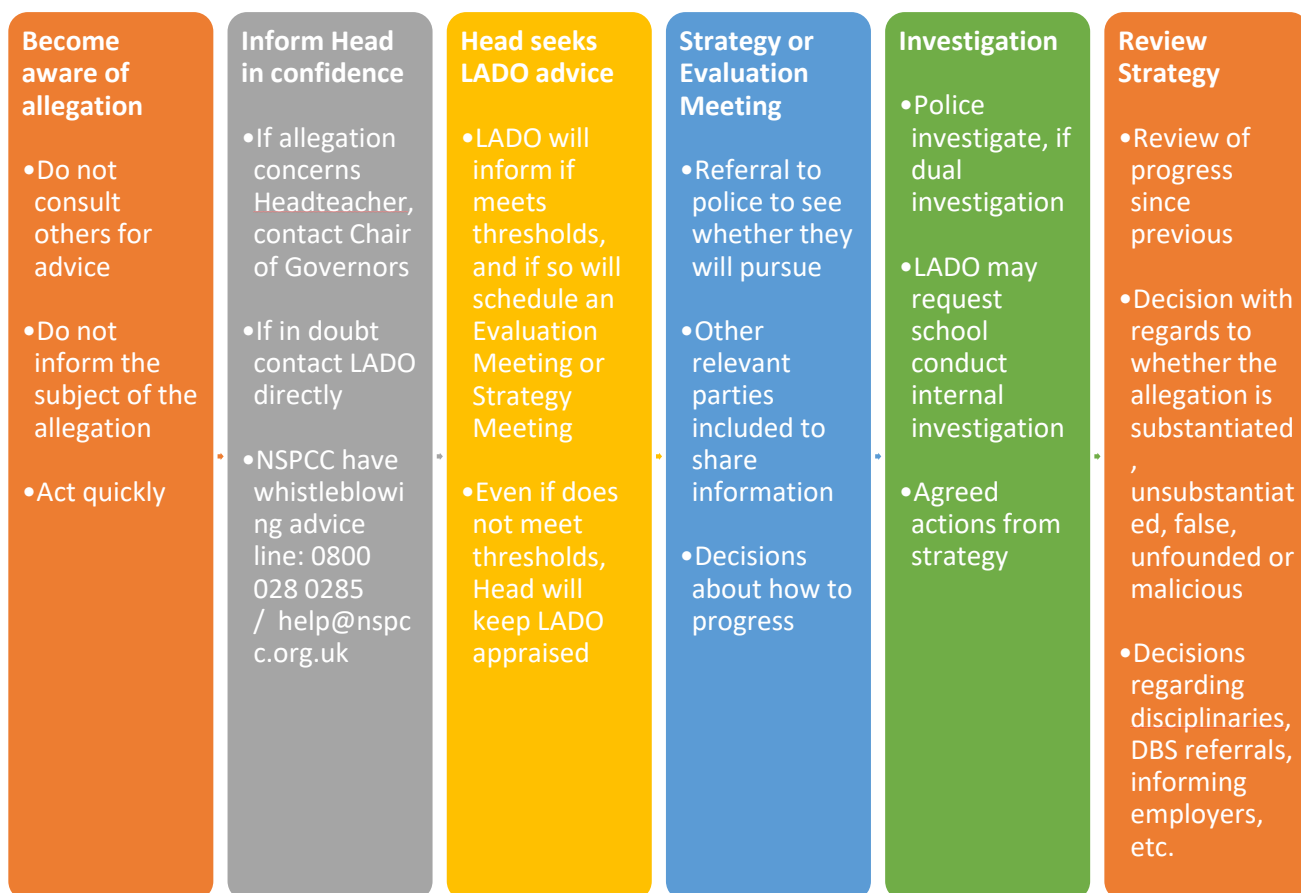 Become
aware of
allegation
•Do not
consult
others for
advice
•Do not
inform the
subject of the
allegation
•Act quickly
Inform Head
in confidence
•If allegation
concerns
Headteacher,
contact Chair
of Governors
•If in doubt
contact LADO
directly
•NSPCC have
whistleblowi
ng advice
line: 0800
028 0285
/ help@nspc
c.org.uk
Head seeks
LADO advice
•LADO will
inform if
meets
thresholds,
and if so will
schedule an
Evaluation
Meeting or
Strategy
Meeting
•Even if does
not meet
thresholds,
Head will
keep LADO
appraised
Strategy or
Evaluation
Meeting
•Referral to
police to see
whether they
will pursue
•Other
relevant
parties
included to
share
information
•Decisions
about how to
progress
Investigation
•Police
investigate, if
dual
investigation
•LADO may
request
school
conduct
internal
investigation
•Agreed
actions from
strategy
Review
Strategy
•Review of
progress
since
previous
•Decision with
regards to
whether the
allegation is
substantiated
,
unsubstantiat
ed, false,
unfounded or
malicious
•Decisions
regarding
disciplinaries,
DBS referrals,
informing
employers,
etc.